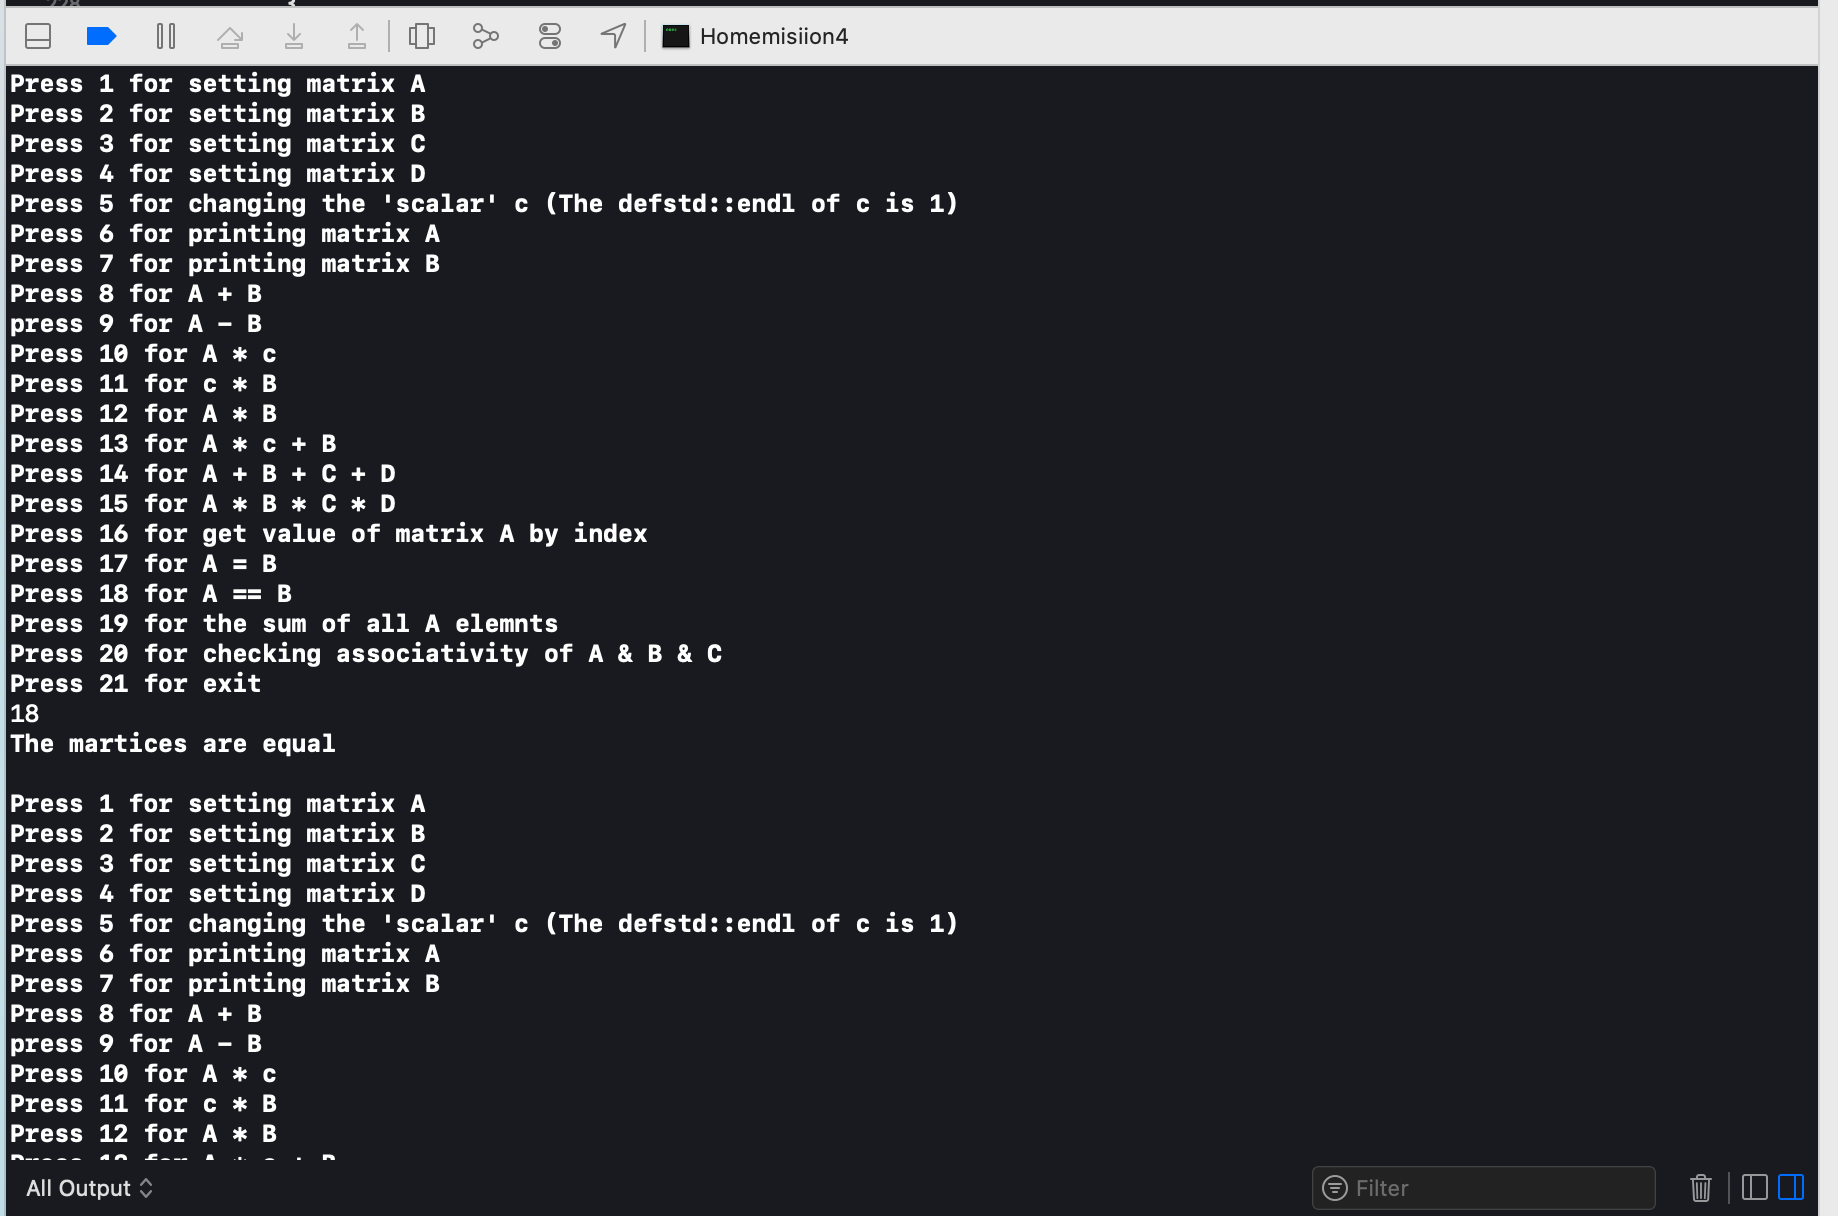 Homemisiion4
Press 1 for setting matrix A
Press 2 for setting matrix B
Press 3 for setting matrix C
Press 4 for setting matrix D
Press 5 for changing the 'scalar' c (The defstd::endl of c is 1)
Press 6 for printing matrix A
Press 7 for printing matrix B
Press 8 for A + B
press 9 for A - B
Press 10 for A * c
Press 11 for c * B
Press 12 for A * B
Press 13 for A * c + B
Press 14 for A + B + C + D
Press 15 for A * B * C * D
Press 16 for get value of matrix A by index
Press 17 for A = B
Press 18 for A == B
Press 19 for the sum of all A elemnts
Press 20 for checking associativity of A & B & C
Press 21 for exit
18
The martices are equal
Press 1 for setting matrix A
Press 2 for setting matrix B
Press 3 for setting matrix C
Press 4 for setting matrix D
Press 5 for changing the 'scalar' c (The defstd::endl of c is 1)
Press 6 for printing matrix A
Press 7 for printing matrix B
Press 8 for A + B
press 9 for A - B
Press 10 for A * c
Press 11 for c * B
Press 12 for A * B
All Output
Filter